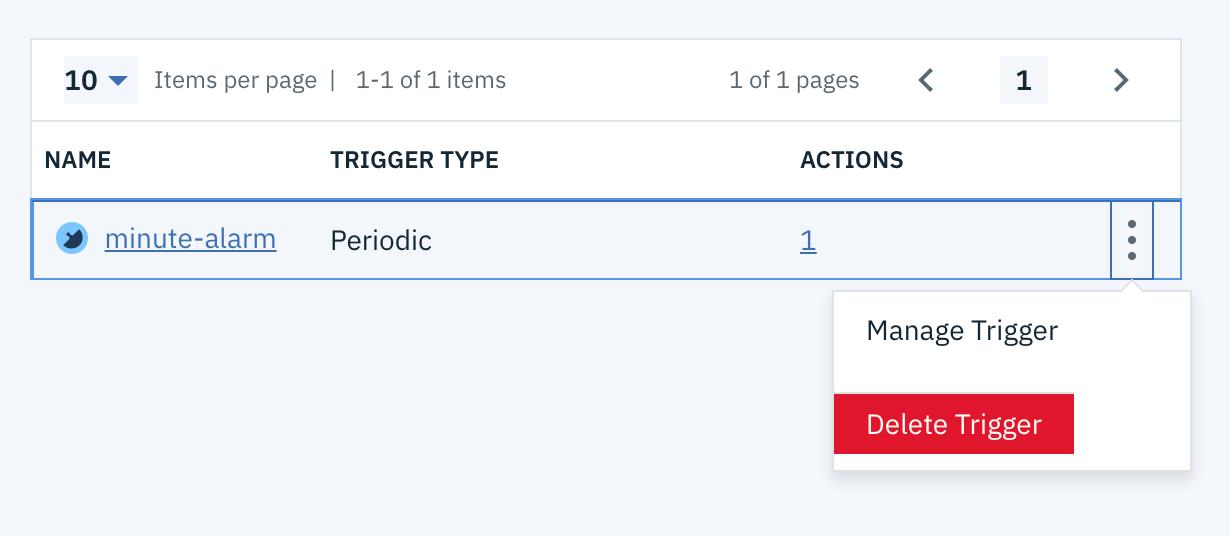 10 Items per page | 1-1 of 1 items 1 of 1 pages 1
NAME TRIGGER TYPE ACTIONS
minute-alarm Periodic 1
Manage Trigger
Delete Trigger